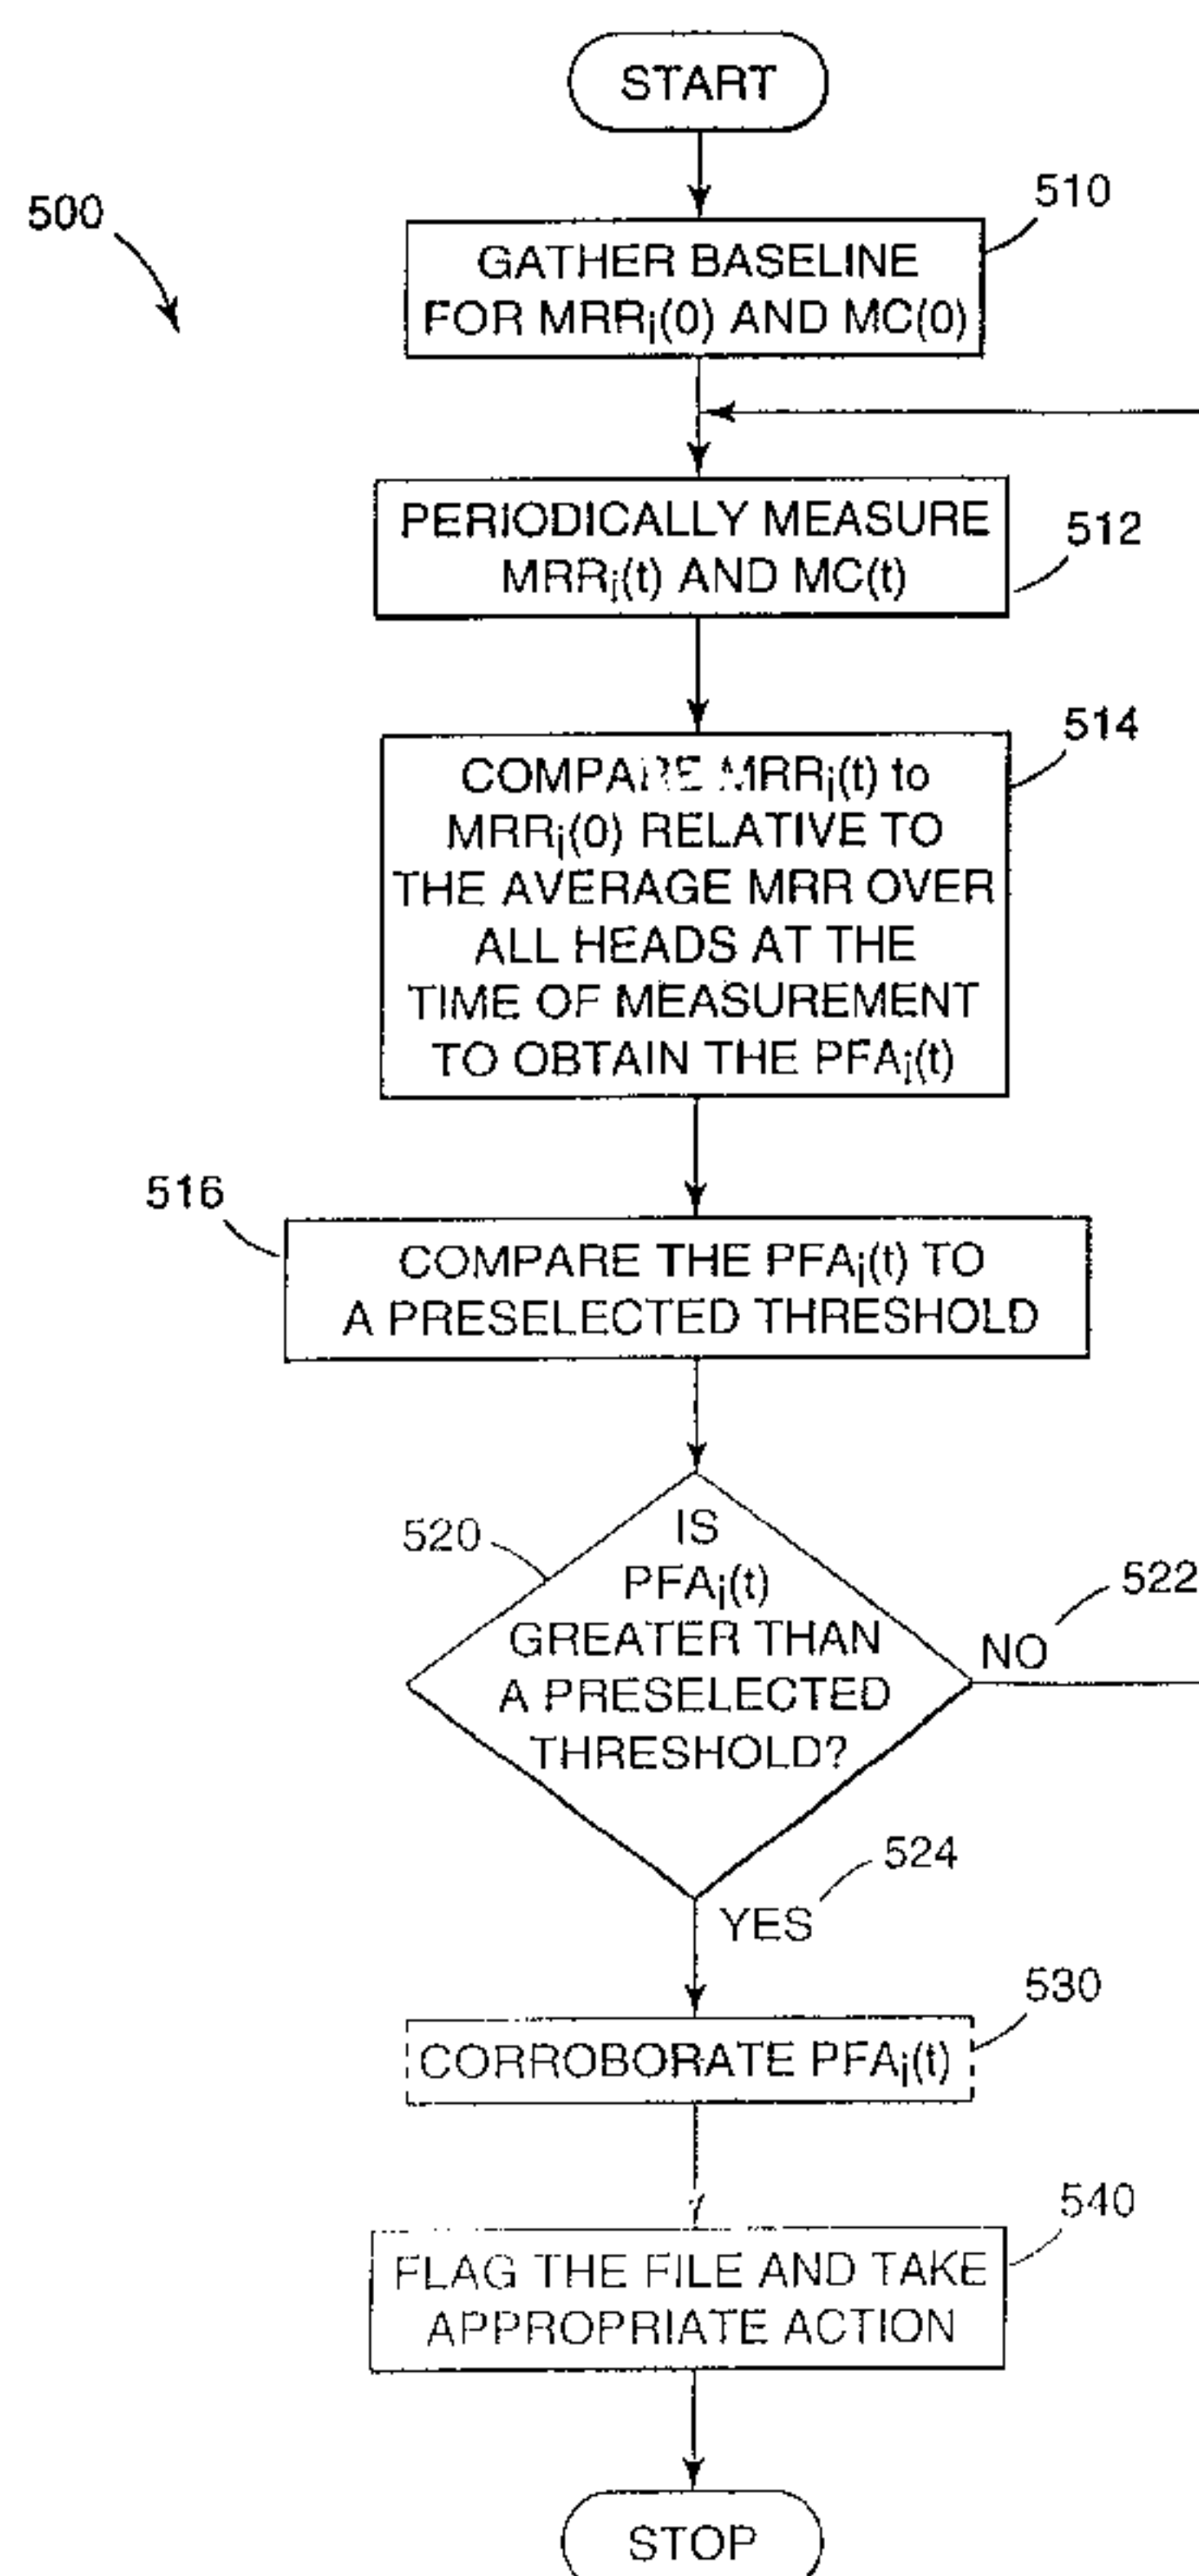 START
500
510
GATHER BASELINE
FOR MRRi(0) AND MC(0)
PERIODICALLY MEASURE
MRRi(t) AND MC(t)
512
514
COMPARE MRRi(t) to
MRRi(0) RELATIVE TO
THE AVERAGE MRR OVER
ALL HEADS AT THE
TIME OF MEASUREMENT
TO OBTAIN THE PFAi(t)
516
COMPARE THE PFAi(t) TO
A PRESELECTED THRESHOLD
520
IS
PFAi(t)
GREATER THAN
A PRESELECTED
THRESHOLD?
522
NO
524
YES
530
CORROBORATE PFAi(t)
540
FLAG THE FILE AND TAKE
APPROPRIATE ACTION
STOP